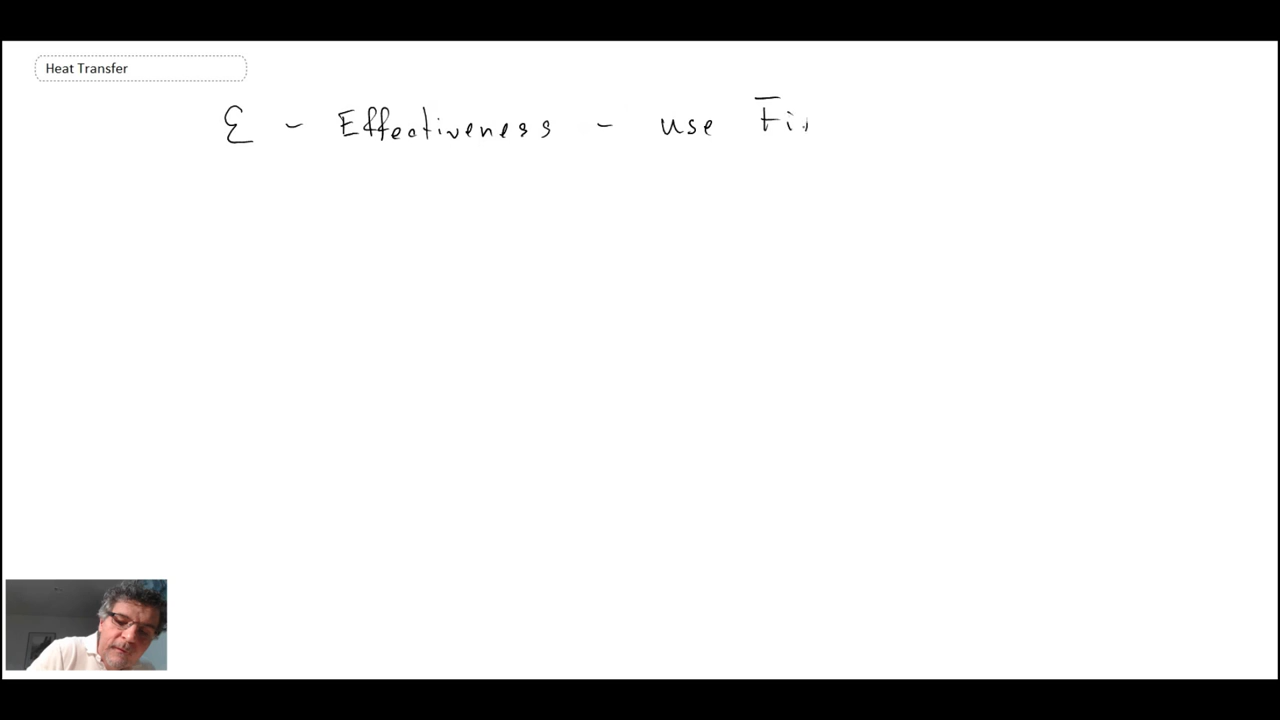 Heat Transfer
ε - Effectiveness - use